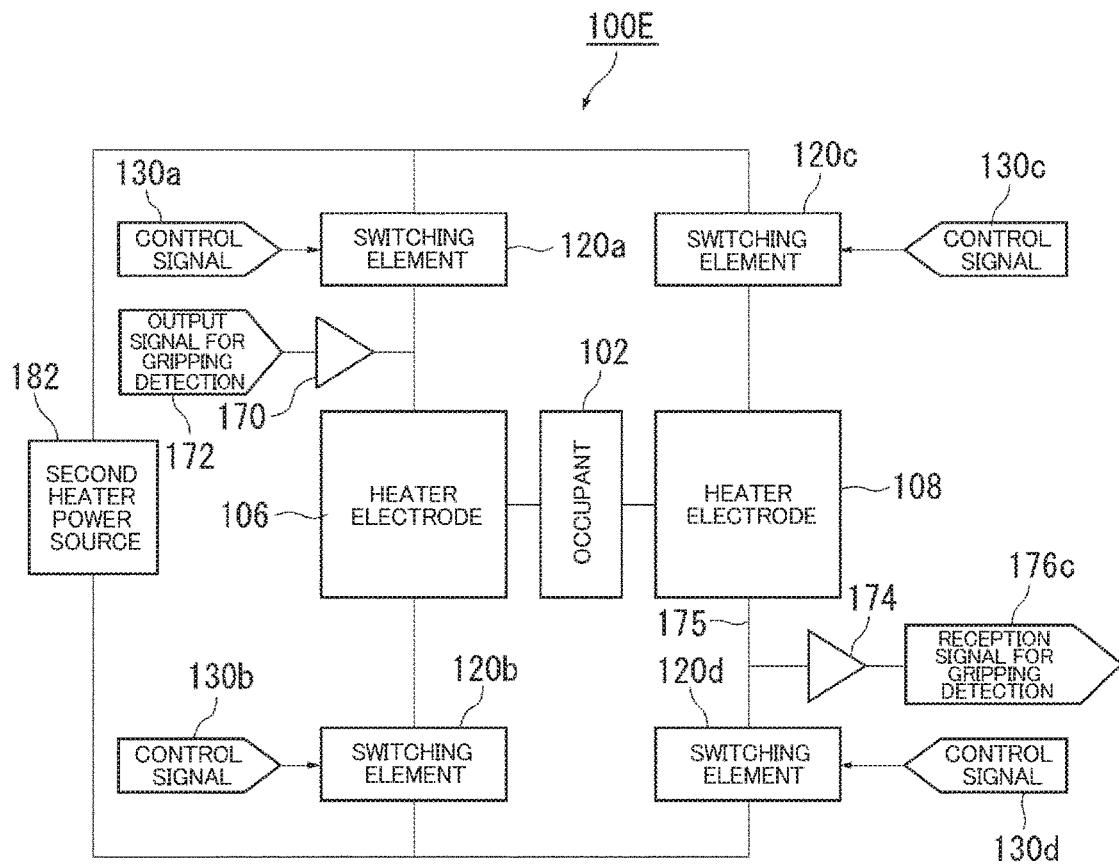 100E
130a
CONTROL
SIGNAL
SWITCHING
ELEMENT
120a
120c
SWITCHING
ELEMENT
130c
CONTROL
SIGNAL
OUTPUT
SIGNAL FOR
GRIPPING
DETECTION
172
170
102
182
SECOND
HEATER
POWER
SOURCE
106
HEATER
ELECTRODE
OCCUPANT
HEATER
ELECTRODE
108
175
174
176c
RECEPTION
SIGNAL FOR
GRIPPING
DETECTION
130b
CONTROL
SIGNAL
120b
SWITCHING
ELEMENT
120d
SWITCHING
ELEMENT
CONTROL
SIGNAL
130d